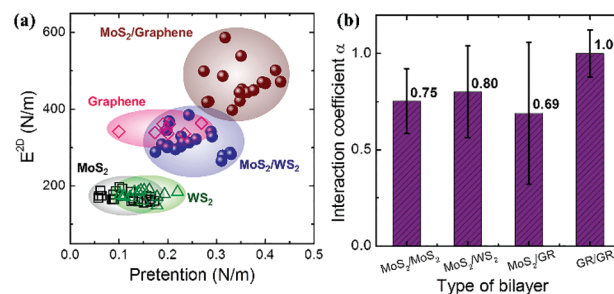 (a)
600
400
200
0.0
0.1
0.2
0.3
0.4
0.5
E2D (N/m)
Pretention (N/m)
MoS2/Graphene
Graphene
MoS2/WS2
MoS2
WS2
(b)
1.0
0.5
0.0
Interaction coefficient α
0.75
0.80
0.69
1.0
MoS2/MoS2
MoS2/WS2
MoS2/GR
GR/GR
Type of bilayer